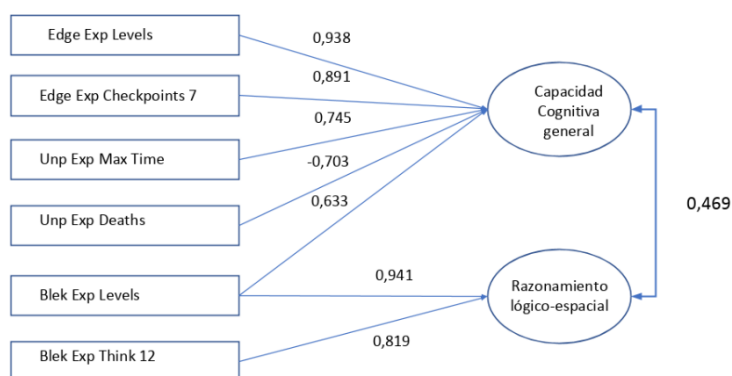 Edge Exp Levels
0,938
Edge Exp Checkpoints 7
0,891
Capacidad
Cognitiva
general
0,745
Unp Exp Max Time
-0,703
0,633
0,469
Unp Exp Deaths
0,941
Razonamiento
lógico-espacial
Blek Exp Levels
0,819
Blek Exp Think 12